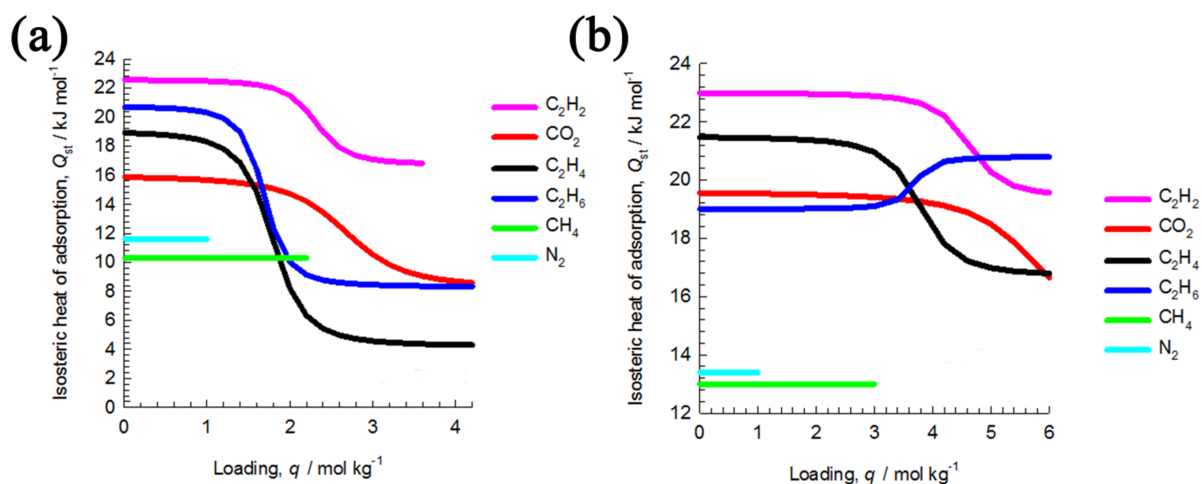 (a)
Isosteric heat of adsorption, Qst / kJ mol-1
24
22
20
18
16
14
12
10
8
6
4
2
0
0 1 2 3 4
Loading, q / mol kg-1
C2H2
CO2
C2H4
C2H6
CH4
N2
(b)
Isosteric heat of adsorption, Qst / kJ mol-1
24
22
20
18
16
14
12
0 1 2 3 4 5 6
Loading, q / mol kg-1
C2H2
CO2
C2H4
C2H6
CH4
N2